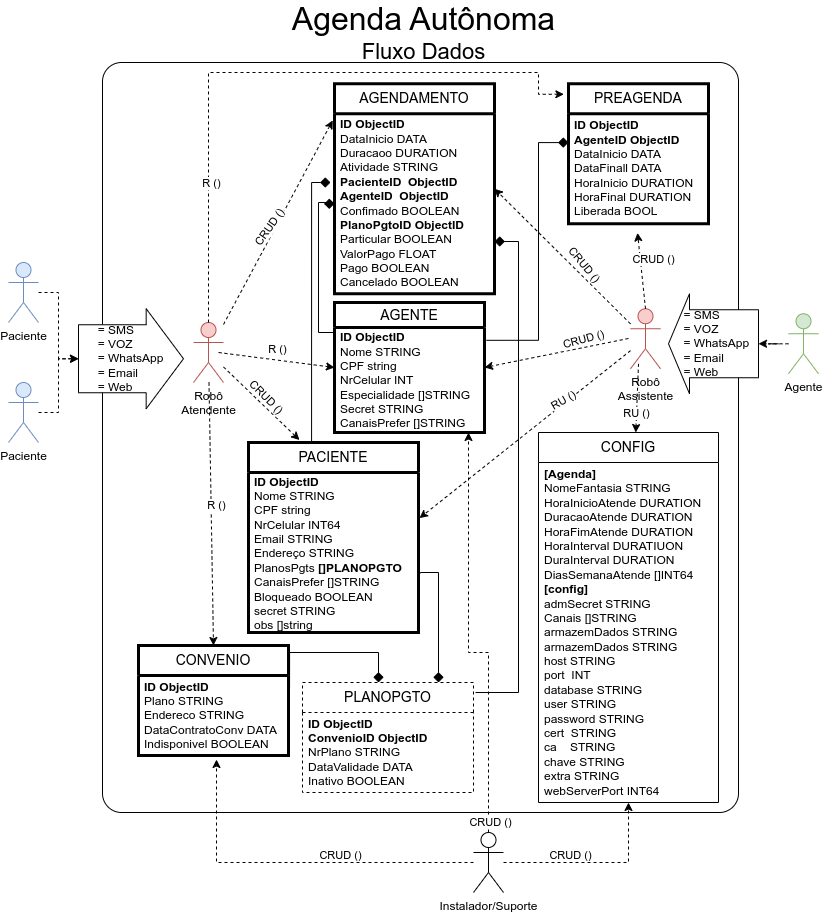 Agenda Autônoma
Fluxo Dados
AGENDAMENTO
ID ObjectID
DataInicio DATA
Duracaoo DURATION
Atividade STRING
PacienteID ObjectID
AgenteID ObjectID
Confimado BOOLEAN
PlanoPgtoID ObjectID
Particular BOOLEAN
ValorPago FLOAT
Pago BOOLEAN
Cancelado BOOLEAN
PREAGENDA
ID ObjectID
AgenteID ObjectID
DataInicio DATA
DataFinall DATA
HoraInicio DURATION
HoraFinal DURATION
Liberada BOOL
R ()
CRUD ()
CRUD ()
CRUD ()
Paciente
Paciente
= SMS
= VOZ
= WhatsApp
= Email
= Web
Robô
Atendente
R ()
CRUD ()
R ()
AGENTE
ID ObjectID
Nome STRING
CPF string
NrCelular INT
Especialidade []STRING
Secret STRING
CanaisPrefer []STRING
CRUD ()
RU ()
Robô
Assistente
RU ()
= SMS
= VOZ
= WhatsApp
= Email
= Web
Agente
PACIENTE
ID ObjectID
Nome STRING
CPF string
NrCelular INT64
Email STRING
Endereço STRING
PlanosPgts []PLANOPGTO
CanaisPrefer []STRING
Bloqueado BOOLEAN
secret STRING
obs []string
CONFIG
[Agenda]
NomeFantasia STRING
HoraInicioAtende DURATION
DuracaoAtende DURATION
HoraFimAtende DURATION
HoraInterval DURATIUON
DuraInterval DURATION
DiasSemanaAtende []INT64
[config]
admSecret STRING
Canais []STRING
armazemDados STRING
armazemDados STRING
host STRING
port INT
database STRING
user STRING
password STRING
cert STRING
ca STRING
chave STRING
extra STRING
webServerPort INT64
CONVENIO
ID ObjectID
Plano STRING
Endereco STRING
DataContratoConv DATA
Indisponivel BOOLEAN
PLANOPGTO
ID ObjectID
ConvenioID ObjectID
NrPlano STRING
DataValidade DATA
Inativo BOOLEAN
CRUD ()
CRUD ()
CRUD ()
Instalador/Suporte